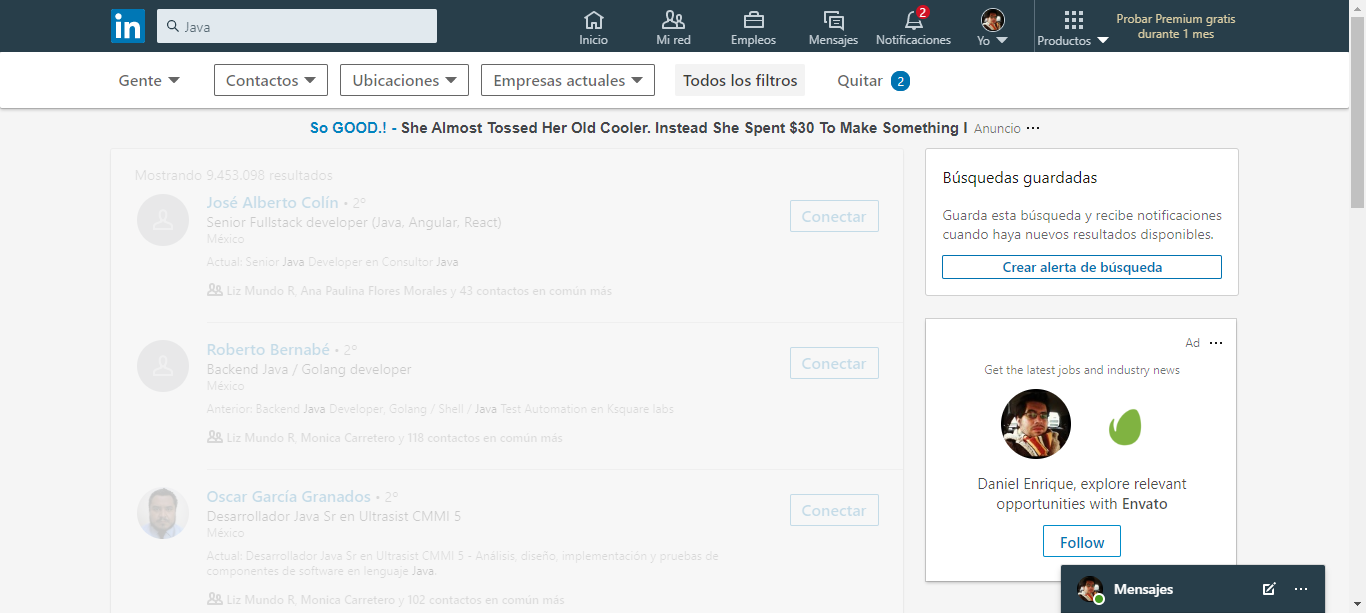 in
Java
Inicio
Mi red
Empleos
Mensajes
2
Notificaciones
Yo
Productos
Probar Premium gratis
durante 1 mes
Gente
Contactos
Ubicaciones
Empresas actuales
Todos los filtros
Quitar 2
So GOOD.! - She Almost Tossed Her Old Cooler. Instead She Spent $30 To Make Something I Anuncio ···
Mostrando 9.453.098 resultados
José Alberto Colín • 2º
Senior Fullstack developer (Java, Angular, React)
México
Actual: Senior Java Developer en Consultor Java
Liz Mundo R, Ana Paulina Flores Morales y 43 contactos en común más
Conectar
Roberto Bernabé • 2º
Backend Java / Golang developer
México
Anterior: Backend Java Developer, Golang / Shell / Java Test Automation en Ksquare labs
Liz Mundo R, Monica Carretero y 118 contactos en común más
Conectar
Oscar García Granados • 2º
Desarrollador Java Sr en Ultrasist CMMI 5
México
Actual: Desarrollador Java Sr en Ultrasist CMMI 5 - Análisis, diseño, implementación y pruebas de
componentes de software en lenguaje Java.
Liz Mundo R, Monica Carretero y 102 contactos en común más
Conectar
Búsquedas guardadas
Guarda esta búsqueda y recibe notificaciones
cuando haya nuevos resultados disponibles.
Crear alerta de búsqueda
Ad ···
Get the latest jobs and industry news
Daniel Enrique, explore relevant
opportunities with Envato
Follow
Mensajes ···